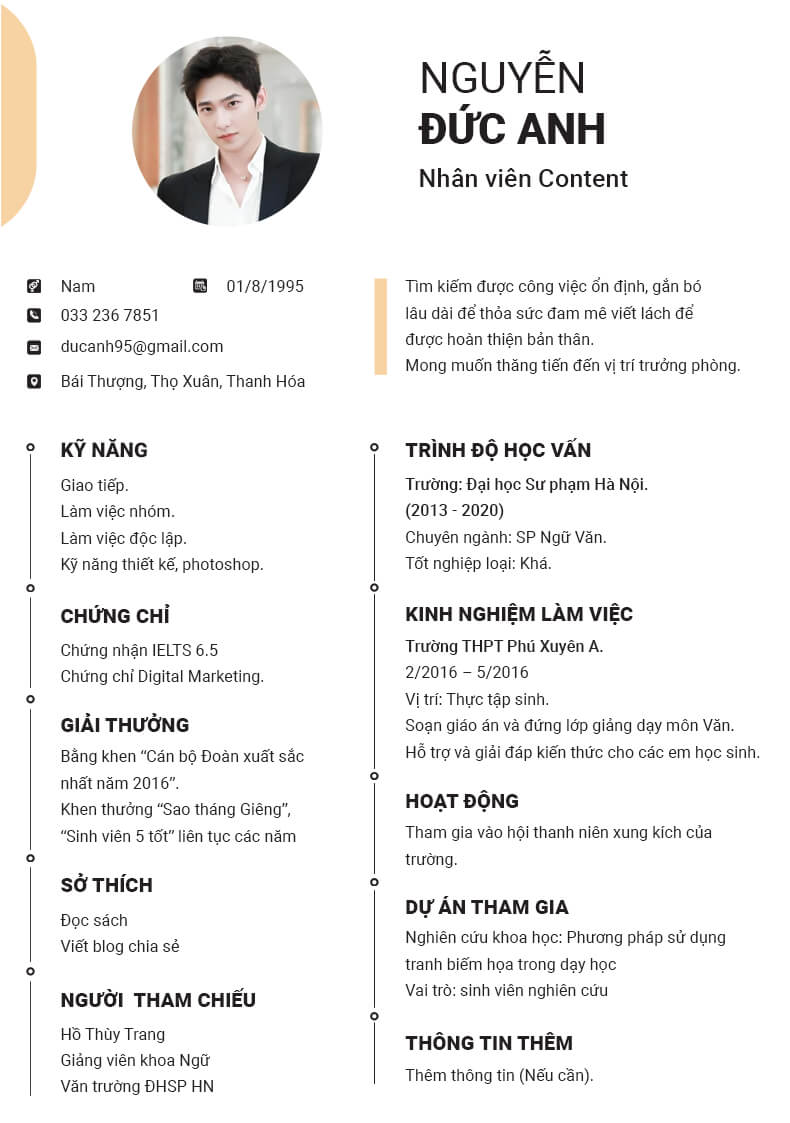 NGUYỄN
ĐỨC ANH
Nhân viên Content
Nam
01/8/1995
033 236 7851
ducanh95@gmail.com
Bái Thượng, Thọ Xuân, Thanh Hóa
Tìm kiếm được công việc ổn định, gắn bó
lâu dài để thỏa sức đam mê viết lách để
được hoàn thiện bản thân.
Mong muốn thăng tiến đến vị trí trưởng phòng.
KỸ NĂNG
Giao tiếp.
Làm việc nhóm.
Làm việc độc lập.
Kỹ năng thiết kế, photoshop.
CHỨNG CHỈ
Chứng nhận IELTS 6.5
Chứng chỉ Digital Marketing.
GIẢI THƯỞNG
Bằng khen “Cán bộ Đoàn xuất sắc
nhất năm 2016”.
Khen thưởng “Sao tháng Giêng”,
“Sinh viên 5 tốt” liên tục các năm
SỞ THÍCH
Đọc sách
Viết blog chia sẻ
NGƯỜI THAM CHIẾU
Hồ Thùy Trang
Giảng viên khoa Ngữ
Văn trường ĐHSP HN
TRÌNH ĐỘ HỌC VẤN
Trường: Đại học Sư phạm Hà Nội.
(2013 - 2020)
Chuyên ngành: SP Ngữ Văn.
Tốt nghiệp loại: Khá.
KINH NGHIỆM LÀM VIỆC
Trường THPT Phú Xuyên A.
2/2016 – 5/2016
Vị trí: Thực tập sinh.
Soạn giáo án và đứng lớp giảng dạy môn Văn.
Hỗ trợ và giải đáp kiến thức cho các em học sinh.
HOẠT ĐỘNG
Tham gia vào hội thanh niên xung kích của
trường.
DỰ ÁN THAM GIA
Nghiên cứu khoa học: Phương pháp sử dụng
tranh biếm họa trong dạy học
Vai trò: sinh viên nghiên cứu
THÔNG TIN THÊM
Thêm thông tin (Nếu cần).